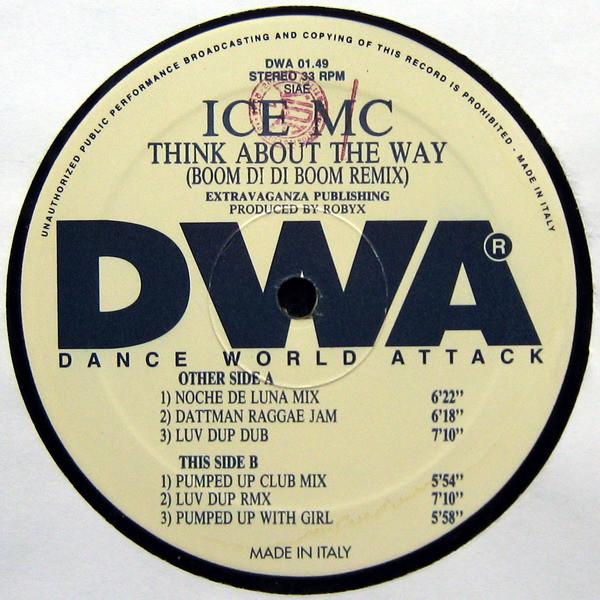 UNAUTHORIZED PUBLIC PERFORMANCE BROADCASTING AND COPYING OF THIS RECORD IS PROHIBITED - MADE IN ITALY
DWA 01.49
STEREO 33 RPM
SIAE
ICE MC
THINK ABOUT THE WAY
(BOOM DI DI BOOM REMIX)
EXTRAVAGANZA PUBLISHING
PRODUCED BY ROBYX
DWA®
DANCE WORLD ATTACK
OTHER SIDE A
1) NOCHE DE LUNA MIX 6'22"
2) DATTMAN RAGGAE JAM 6'18"
3) LUV DUP DUB 7'10"
THIS SIDE B
1) PUMPED UP CLUB MIX 5'54"
2) LUV DUP RMX 7'10"
3) PUMPED UP WITH GIRL 5'58"
MADE IN ITALY